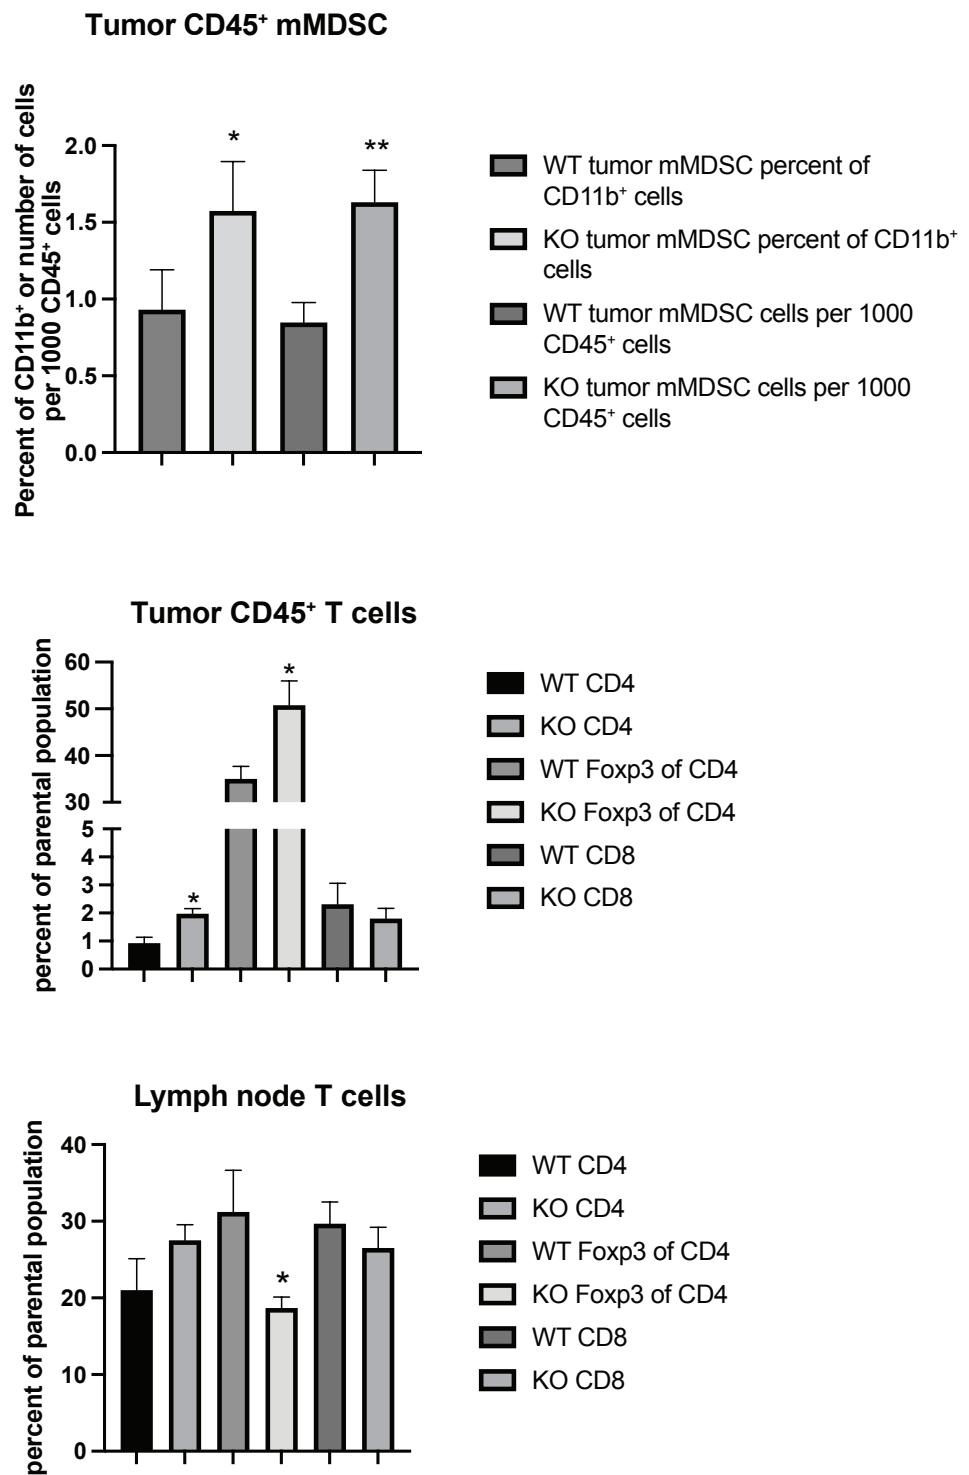 Tumor CD45⁺ mMDSC
Percent of CD11b⁺ or number of cells
per 1000 CD45⁺ cells
2.0
1.5
1.0
0.5
0.0
*
**
WT tumor mMDSC percent of
CD11b⁺ cells
KO tumor mMDSC percent of CD11b⁺
cells
WT tumor mMDSC cells per 1000
CD45⁺ cells
KO tumor mMDSC cells per 1000
CD45⁺ cells
Tumor CD45⁺ T cells
percent of parental population
60
50
40
30
5
4
3
2
1
0
*
*
WT CD4
KO CD4
WT Foxp3 of CD4
KO Foxp3 of CD4
WT CD8
KO CD8
Lymph node T cells
percent of parental population
40
30
20
10
0
*
WT CD4
KO CD4
WT Foxp3 of CD4
KO Foxp3 of CD4
WT CD8
KO CD8